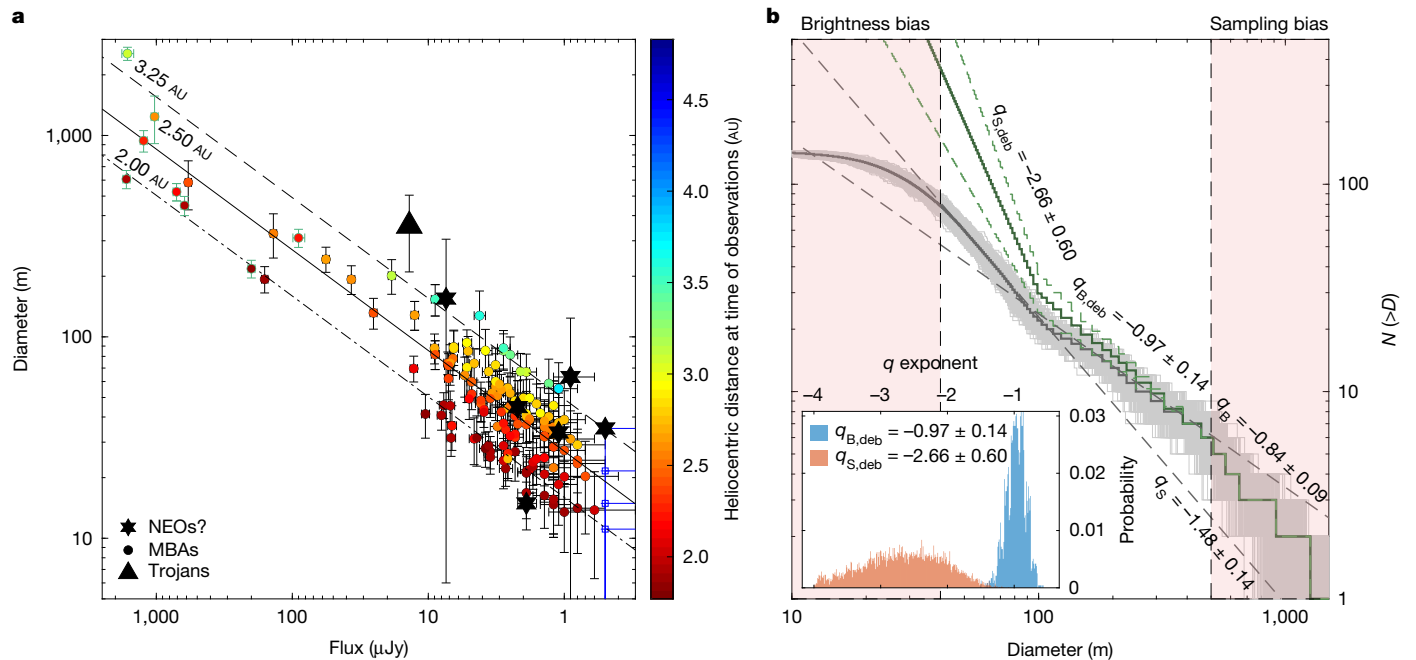 a
3.25 AU
2.50 AU
2.00 AU
1,000
100
10
Diameter (m)
NEOs?
MBAs
Trojans
1,000
100
10
1
Flux (μJy)
4.5
4.0
3.5
3.0
2.5
2.0
Heliocentric distance at time of observations (AU)
b
Brightness bias
Sampling bias
qS,deb = −2.66 ± 0.60
qB,deb = −0.97 ± 0.14
qB = −0.84 ± 0.09
qS = −1.48 ± 0.14
q exponent
−4
−3
−2
−1
qB,deb = −0.97 ± 0.14
qS,deb = −2.66 ± 0.60
0.03
0.02
0.01
0
Probability
100
10
1
N (>D)
10
100
1,000
Diameter (m)